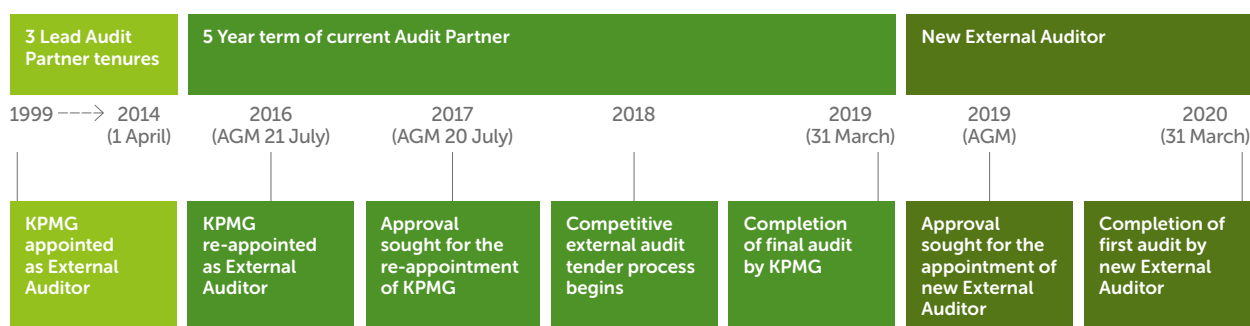 3 Lead Audit
Partner tenures
5 Year term of current Audit Partner
New External Auditor
1999 ---> 2014
(1 April)
2016
(AGM 21 July)
2017
(AGM 20 July)
2018
2019
(31 March)
2019
(AGM)
2020
(31 March)
KPMG
appointed
as External
Auditor
KPMG
re-appointed
as External
Auditor
Approval
sought for the
re-appointment
of KPMG
Competitive
external audit
tender process
begins
Completion
of final audit
by KPMG
Approval
sought for the
appointment of
new External
Auditor
Completion of
first audit by
new External
Auditor